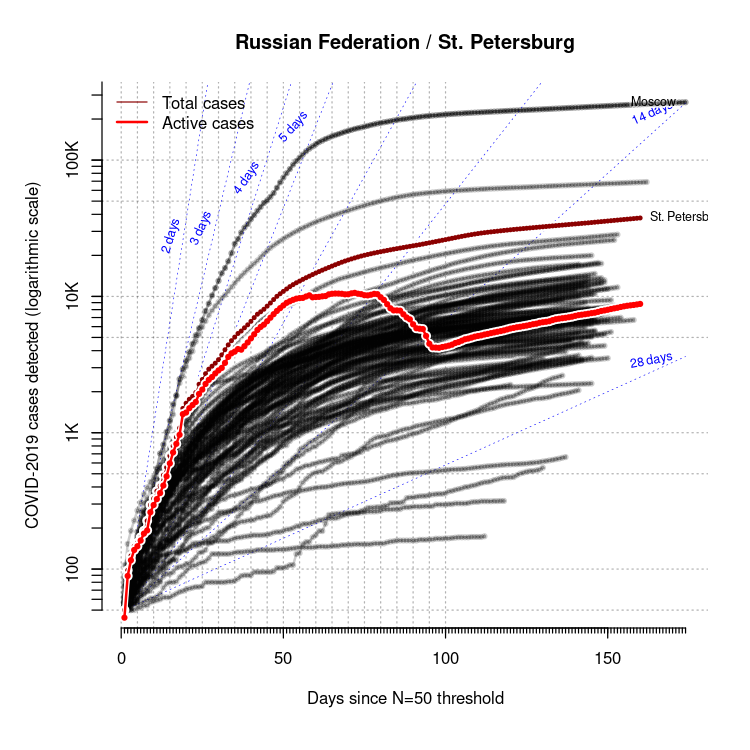 Russian Federation / St. Petersburg
Total cases
Active cases
Moscow
14 days
5 days
4 days
3 days
2 days
St. Petersb
28 days
COVID-2019 cases detected (logarithmic scale)
100K
10K
1K
100
0 50 100 150
Days since N=50 threshold